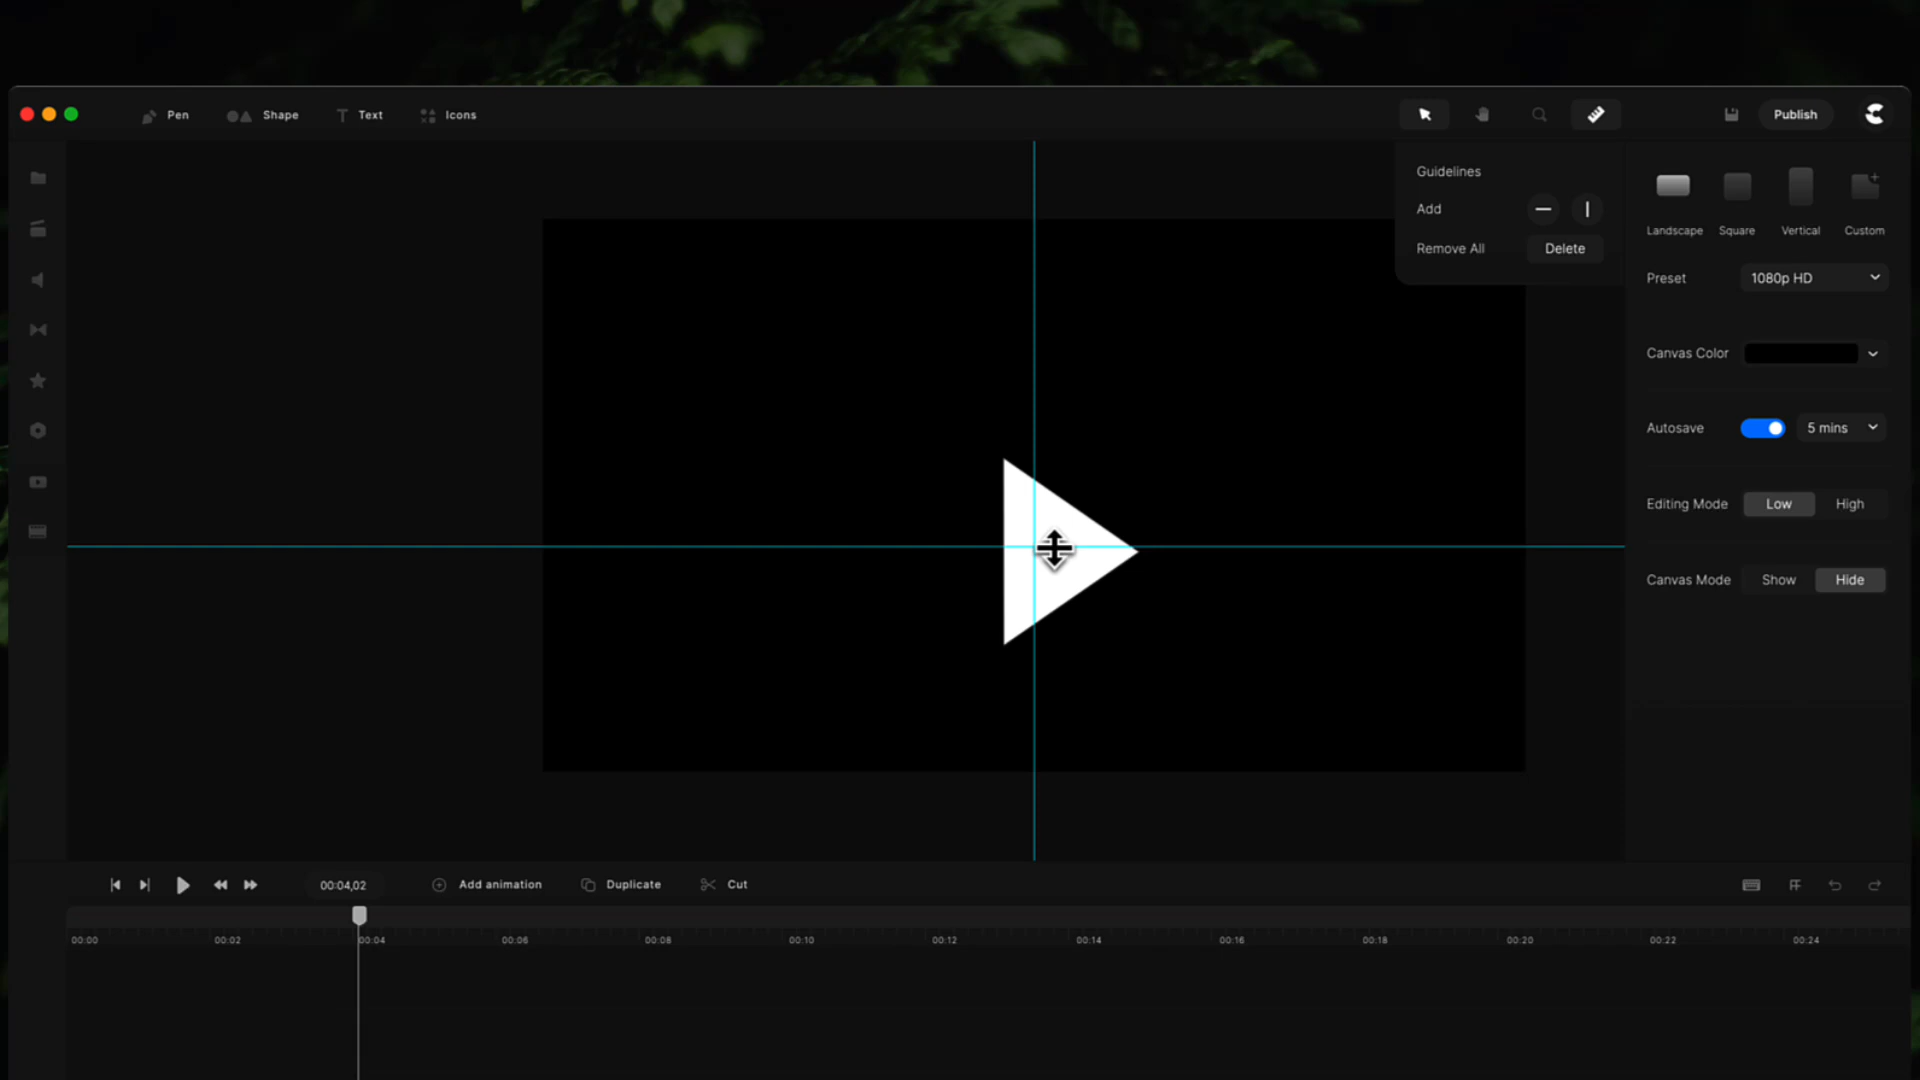 Pen Shape Text Icons Publish
Guidelines
Add
Remove All Delete
Landscape Square Vertical Custom
Preset 1080p HD
Canvas Color
Autosave 5 mins
Editing Mode Low High
Canvas Mode Show Hide
00:04,02 Add animation Duplicate Cut
00:00 00:02 00:04 00:06 00:08 00:10 00:12 00:14 00:16 00:18 00:20 00:22 00:24